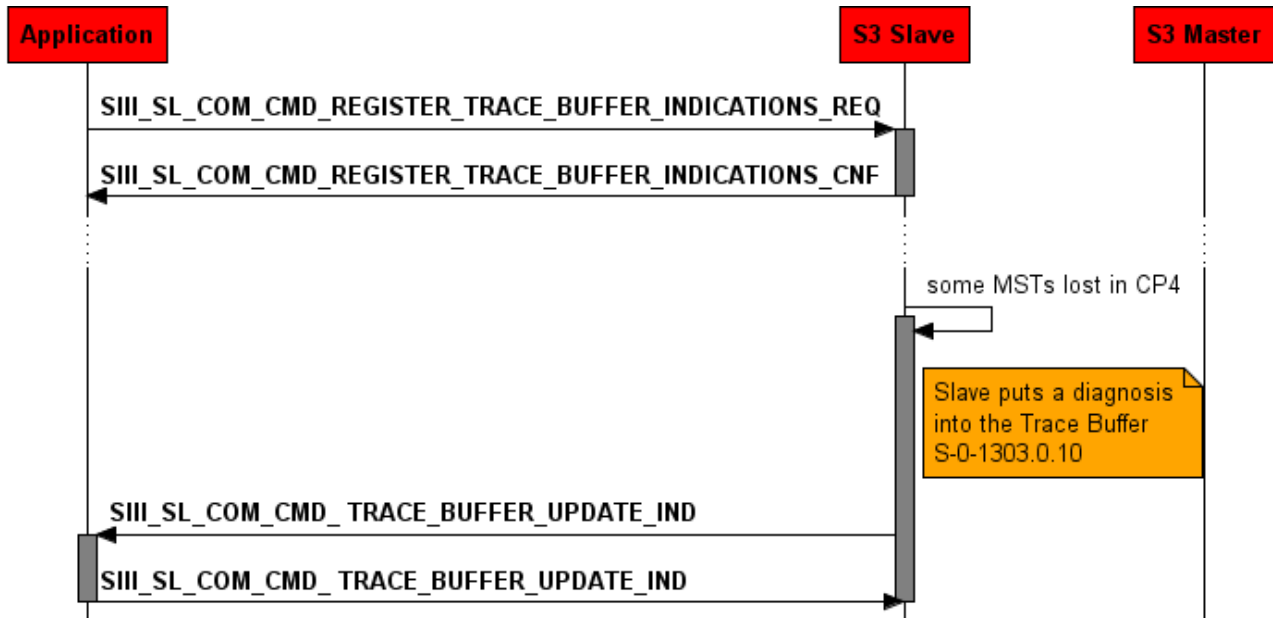 Application
S3 Slave
S3 Master
SIII_SL_COM_CMD_REGISTER_TRACE_BUFFER_INDICATIONS_REQ
SIII_SL_COM_CMD_REGISTER_TRACE_BUFFER_INDICATIONS_CNF
some MSTs lost in CP4
Slave puts a diagnosis
into the Trace Buffer
S-0-1303.0.10
SIII_SL_COM_CMD_ TRACE_BUFFER_UPDATE_IND
SIII_SL_COM_CMD_ TRACE_BUFFER_UPDATE_IND